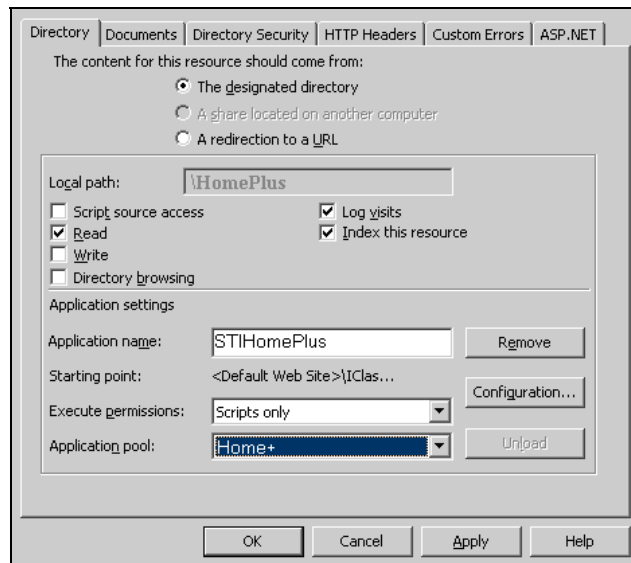 Directory Documents Directory Security HTTP Headers Custom Errors ASP.NET
The content for this resource should come from:
The designated directory
A share located on another computer
A redirection to a URL
Local path: \HomePlus
Script source access Log visits
Read Index this resource
Write
Directory browsing
Application settings
Application name: STIHomePlus Remove
Starting point: <Default Web Site>\IClas...
Configuration...
Execute permissions: Scripts only
Application pool: Home+ Unload
OK Cancel Apply Help